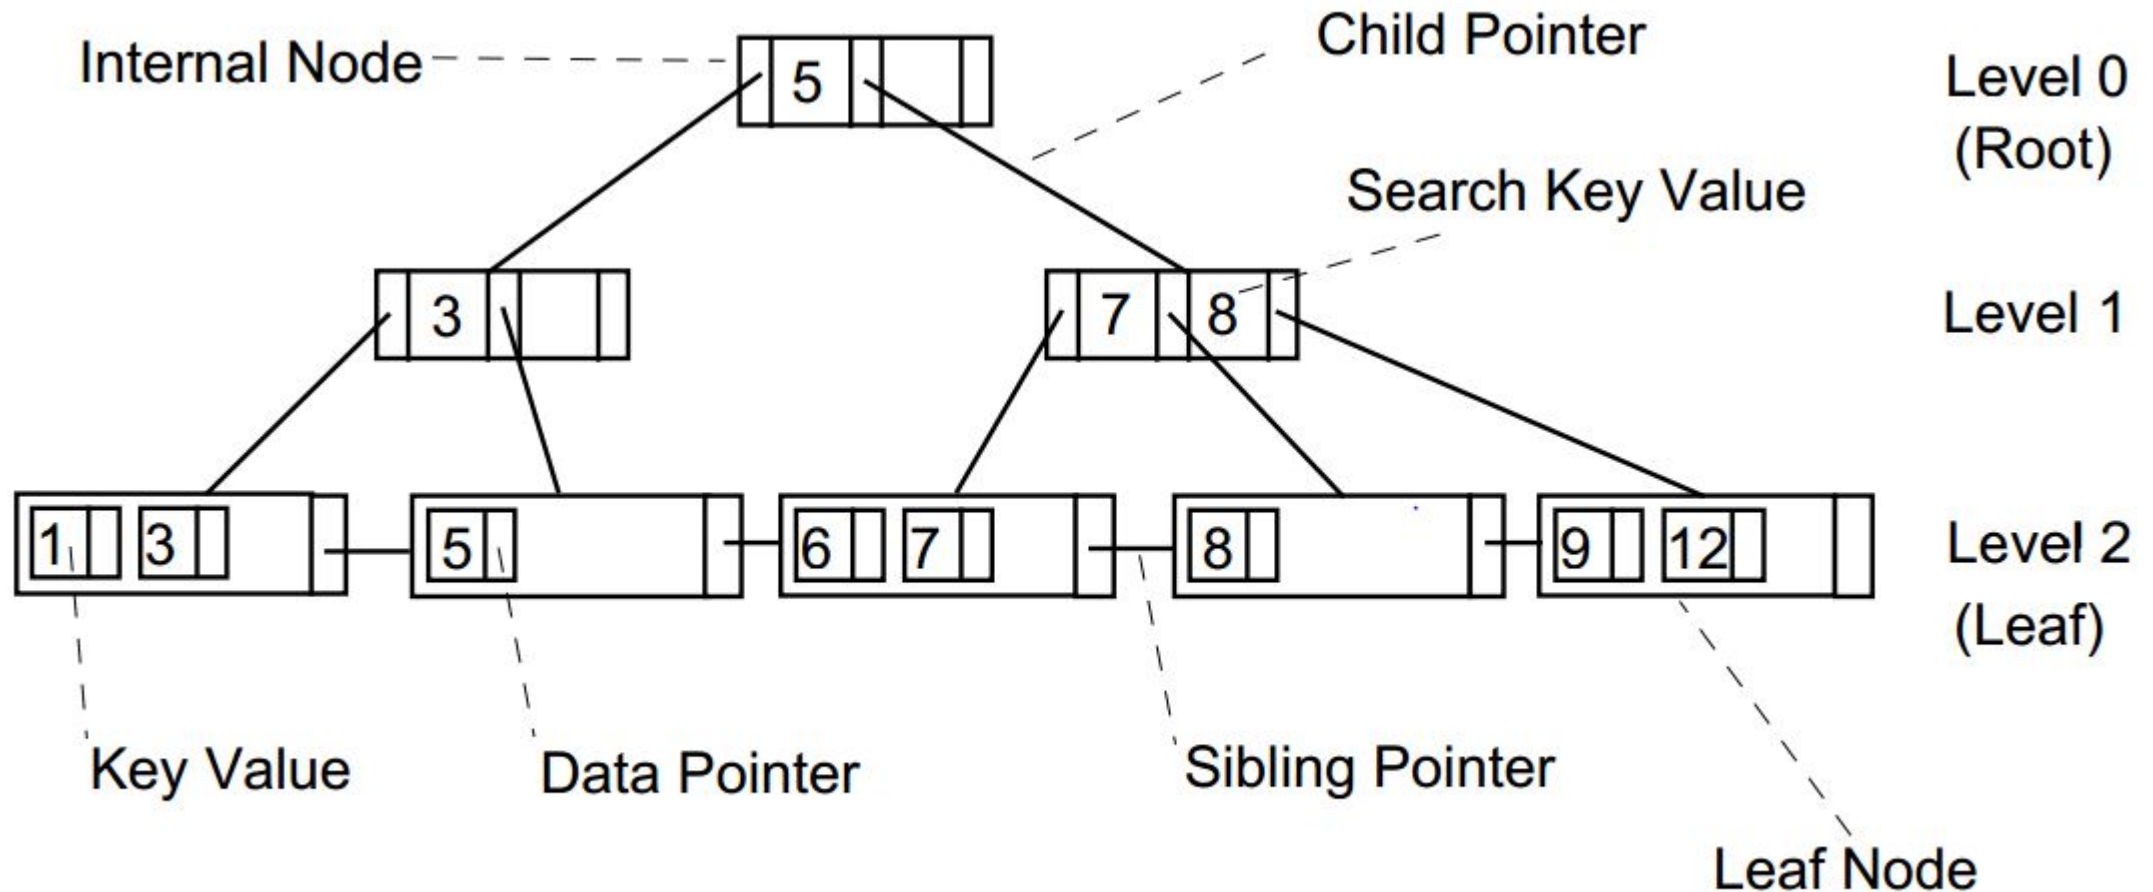 Internal Node
5
Child Pointer
Level 0
(Root)
Search Key Value
3
7 8
Level 1
1 3
5
6 7
8
9 12
Level 2
(Leaf)
Key Value
Data Pointer
Sibling Pointer
Leaf Node